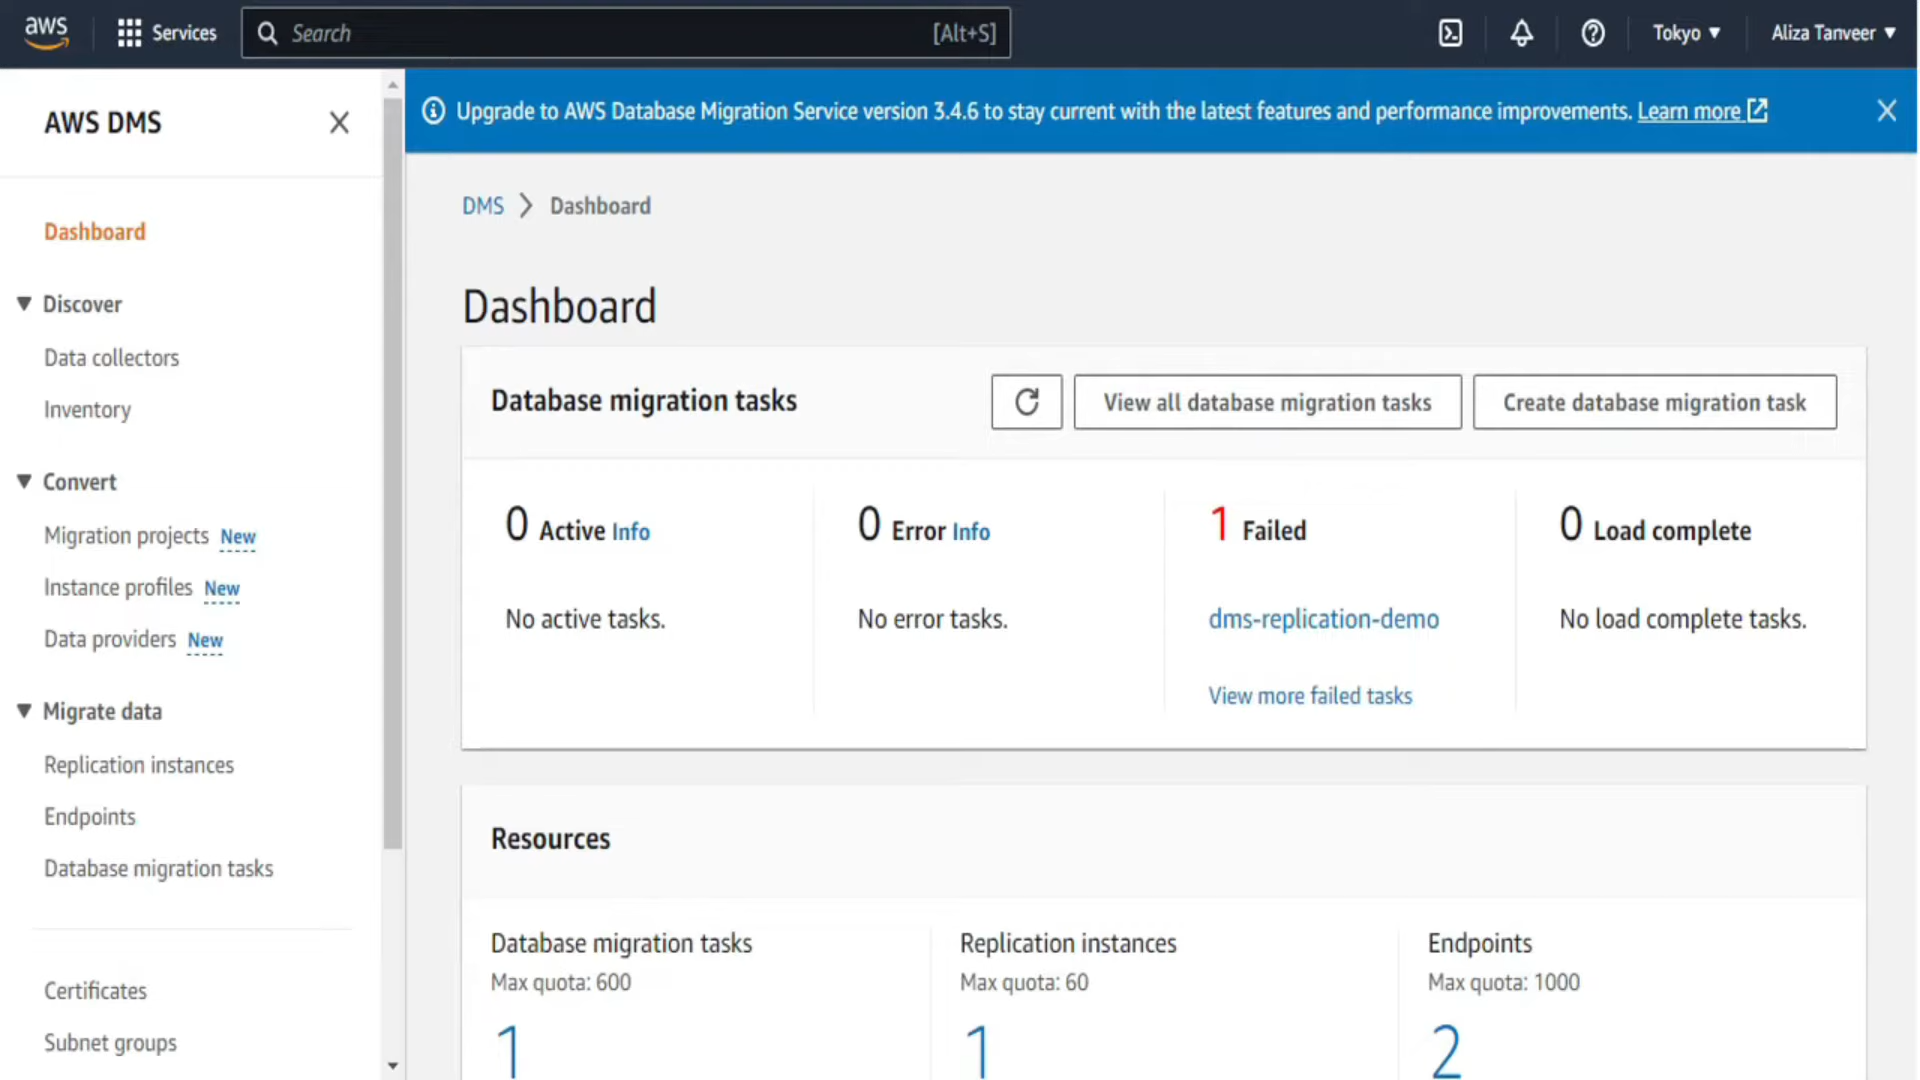 aws
Services
Search
[Alt+S]
Tokyo ▼
Aliza Tanveer ▼
AWS DMS
Upgrade to AWS Database Migration Service version 3.4.6 to stay current with the latest features and performance improvements. Learn more
Dashboard
Discover
Data collectors
Inventory
Convert
Migration projects New
Instance profiles New
Data providers New
Migrate data
Replication instances
Endpoints
Database migration tasks
Certificates
Subnet groups
DMS > Dashboard
Dashboard
Database migration tasks
View all database migration tasks
Create database migration task
0 Active Info
No active tasks.
0 Error Info
No error tasks.
1 Failed
dms-replication-demo
View more failed tasks
0 Load complete
No load complete tasks.
Resources
Database migration tasks
Max quota: 600
1
Replication instances
Max quota: 60
1
Endpoints
Max quota: 1000
2